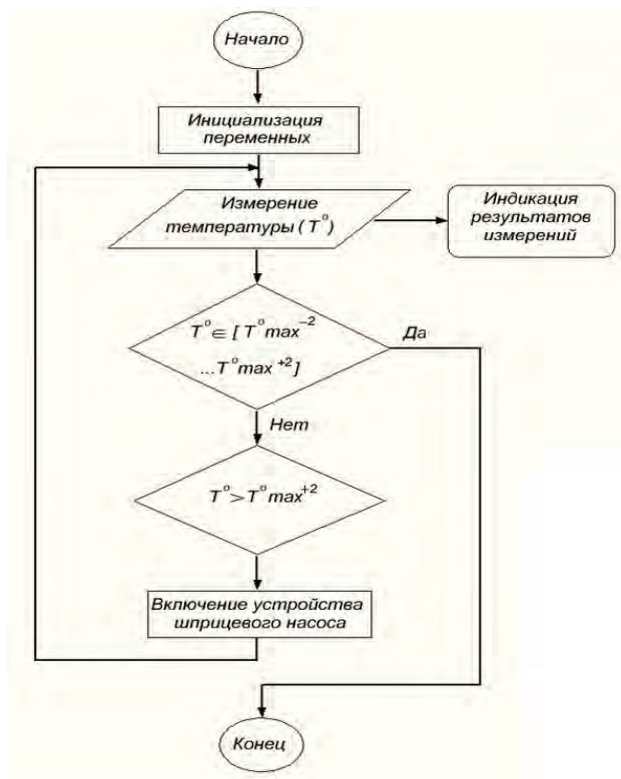 Начало
Инициализация
переменных
Измерение
температуры (T°)
Индикация
результатов
измерений
T° ∈ [ T°max⁻²
...T°max⁺² ]
Да
Нет
T° > T°max⁺²
Включение устройства
шприцевого насоса
Конец